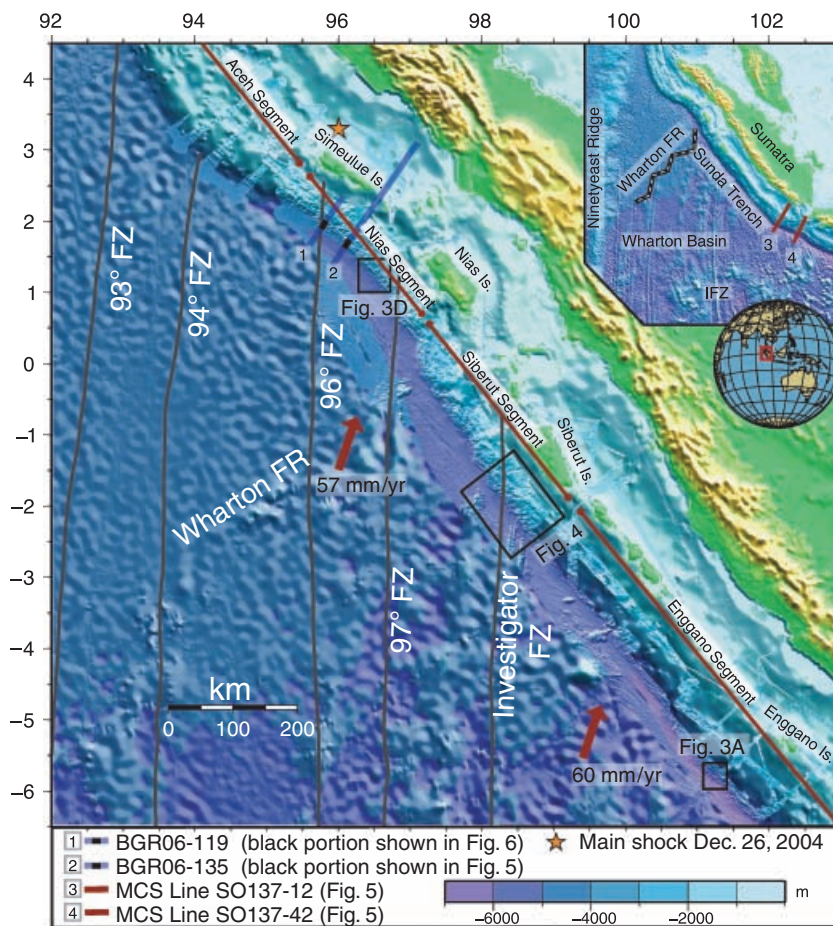 92 94 96 98 100 102
4
3
2
1
0
−1
−2
−3
−4
−5
−6
Aceh Segment
Simeulue Is.
Nias Segment
Nias Is.
Siberut Segment
Siberut Is.
Enggano Segment
Enggano Is.
93° FZ
94° FZ
96° FZ
97° FZ
Investigator
FZ
Wharton FR
1
2
Fig. 3D
57 mm/yr
Fig. 4
60 mm/yr
Fig. 3A
km
0 100 200
Ninetyeast Ridge
Wharton FR
Sunda Trench
Sumatra
Wharton Basin
3
4
IFZ
1 BGR06-119 (black portion shown in Fig. 6)
Main shock Dec. 26, 2004
2 BGR06-135 (black portion shown in Fig. 5)
3 MCS Line SO137-12 (Fig. 5)
4 MCS Line SO137-42 (Fig. 5)
m
−6000 −4000 −2000